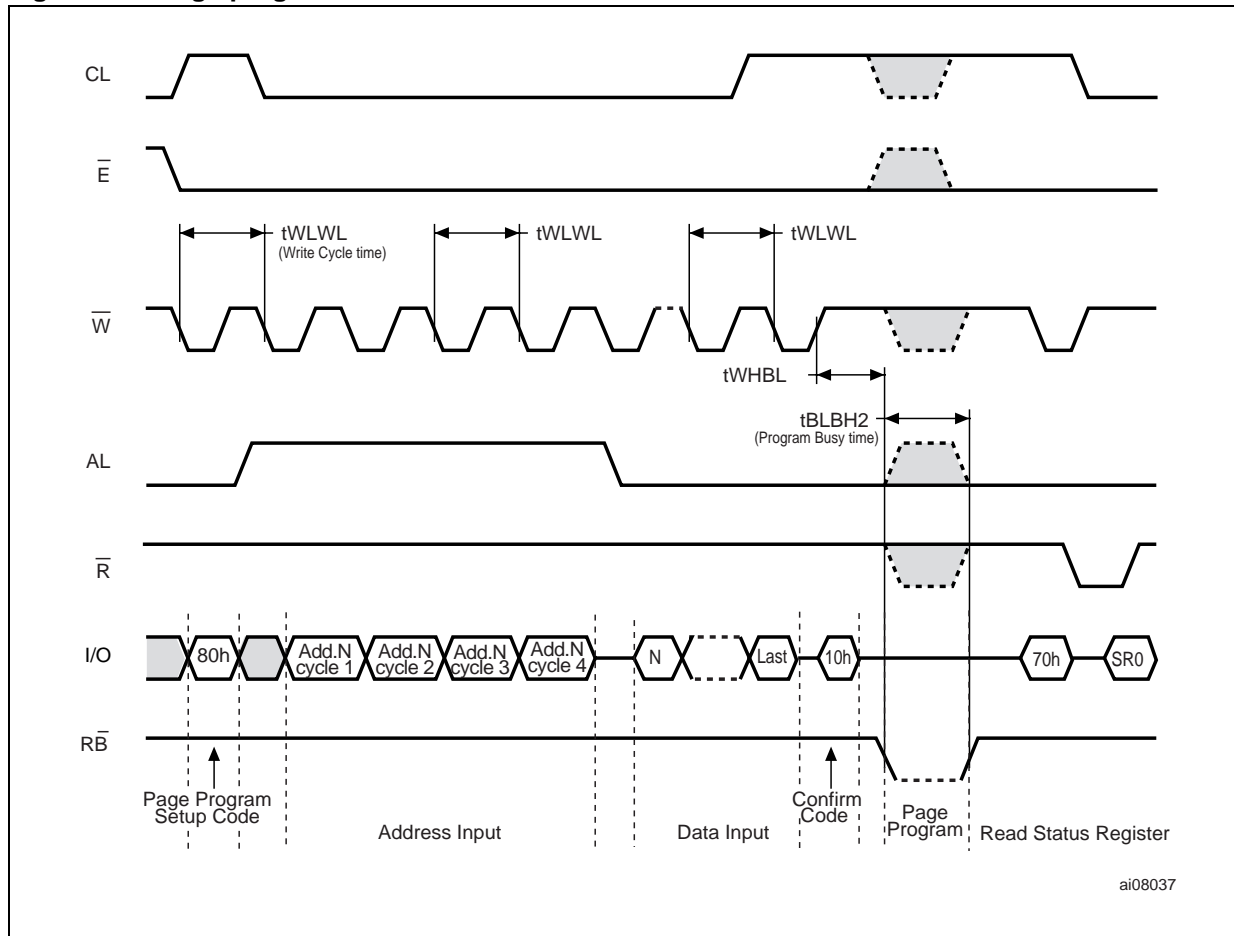 CL
E̅
tWLWL
(Write Cycle time)
tWLWL
tWLWL
W̅
tWHBL
tBLBH2
(Program Busy time)
AL
R̅
I/O
80h
Add.N
cycle 1
Add.N
cycle 2
Add.N
cycle 3
Add.N
cycle 4
N
Last
10h
70h
SR0
RB̅
Page Program
Setup Code
Address Input
Data Input
Confirm
Code
Page
Program
Read Status Register
ai08037